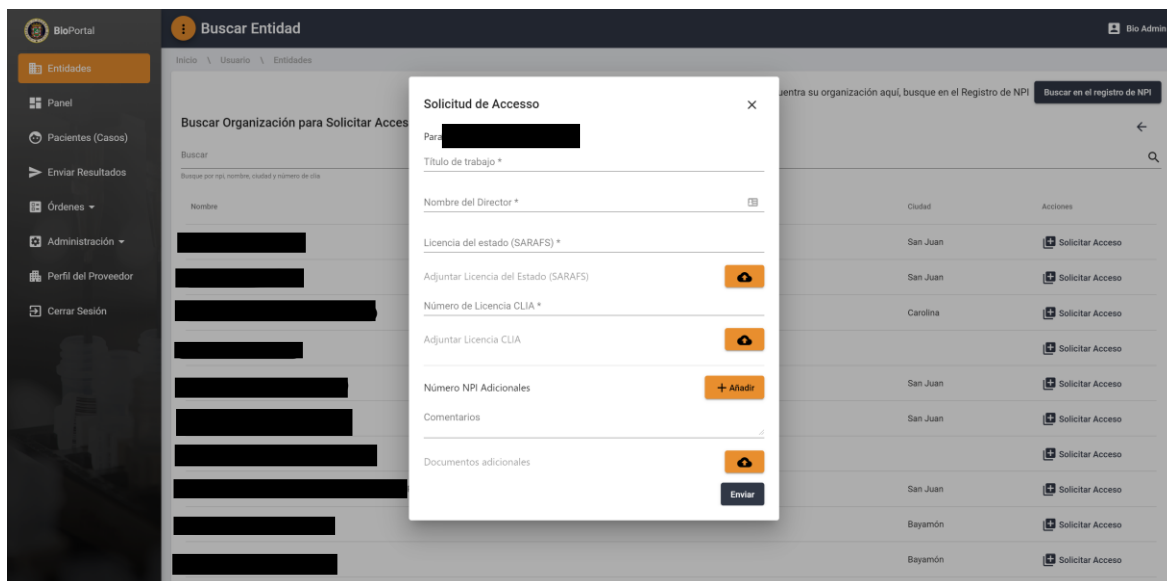 BioPortal
Buscar Entidad
Bio Admin
Entidades
Panel
Pacientes (Casos)
Enviar Resultados
Órdenes
Administración
Perfil del Proveedor
Cerrar Sesión
Inicio \ Usuario \ Entidades
uentra su organización aquí, busque en el Registro de NPI
Buscar en el registro de NPI
Buscar Organización para Solicitar Acces
Buscar
Busque por npi, nombre, ciudad y número de clia
Nombre
Ciudad
Acciones
San Juan
Solicitar Acceso
San Juan
Solicitar Acceso
Carolina
Solicitar Acceso
Solicitar Acceso
San Juan
Solicitar Acceso
San Juan
Solicitar Acceso
Solicitar Acceso
San Juan
Solicitar Acceso
Bayamón
Solicitar Acceso
Bayamón
Solicitar Acceso
Solicitud de Accesso
Para
Título de trabajo *
Nombre del Director *
Licencia del estado (SARAFS) *
Adjuntar Licencia del Estado (SARAFS)
Número de Licencia CLIA *
Adjuntar Licencia CLIA
Número NPI Adicionales
+ Añadir
Comentarios
Documentos adicionales
Enviar